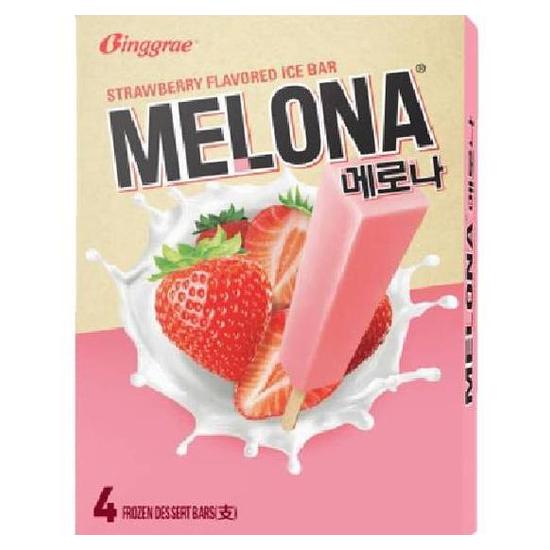 Binggrae®
STRAWBERRY FLAVORED ICE BAR
MELONA®
메로나
MELONA® 메로나
4 FROZEN DESSERT BARS(支)